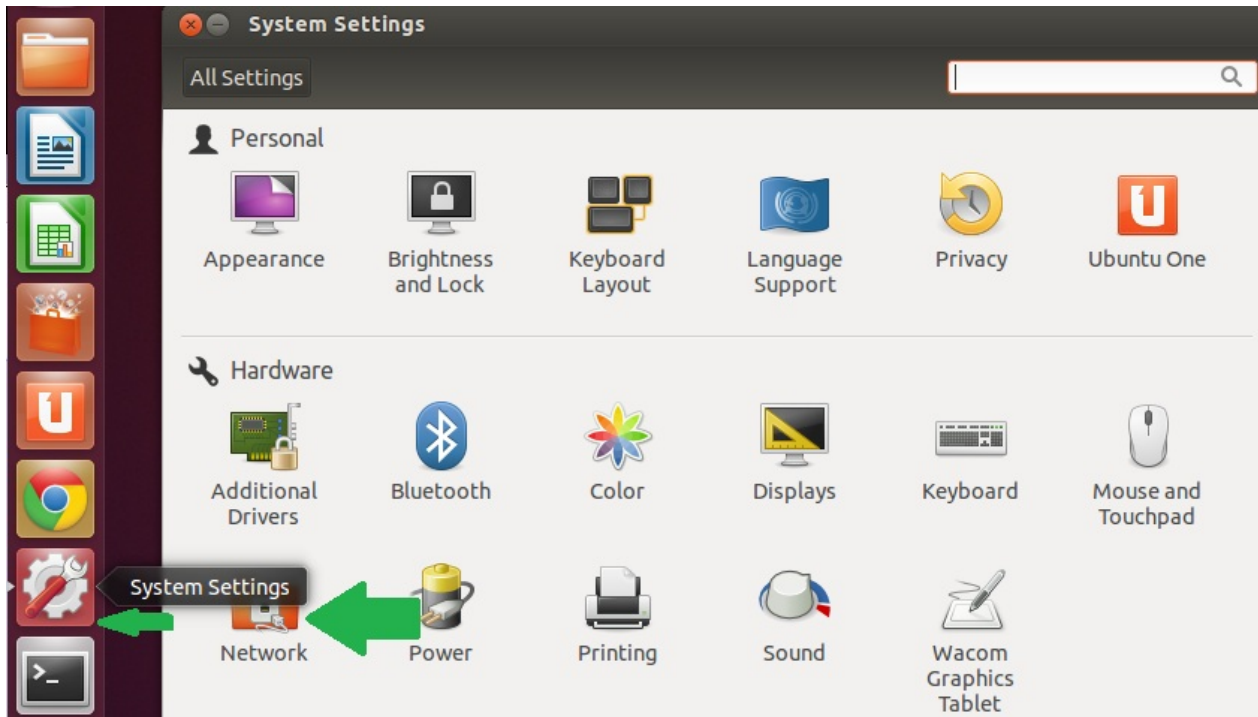 System Settings
All Settings
Personal
Appearance
Brightness
and Lock
Keyboard
Layout
Language
Support
Privacy
Ubuntu One
Hardware
Additional
Drivers
Bluetooth
Color
Displays
Keyboard
Mouse and
Touchpad
System Settings
Network
Power
Printing
Sound
Wacom
Graphics
Tablet